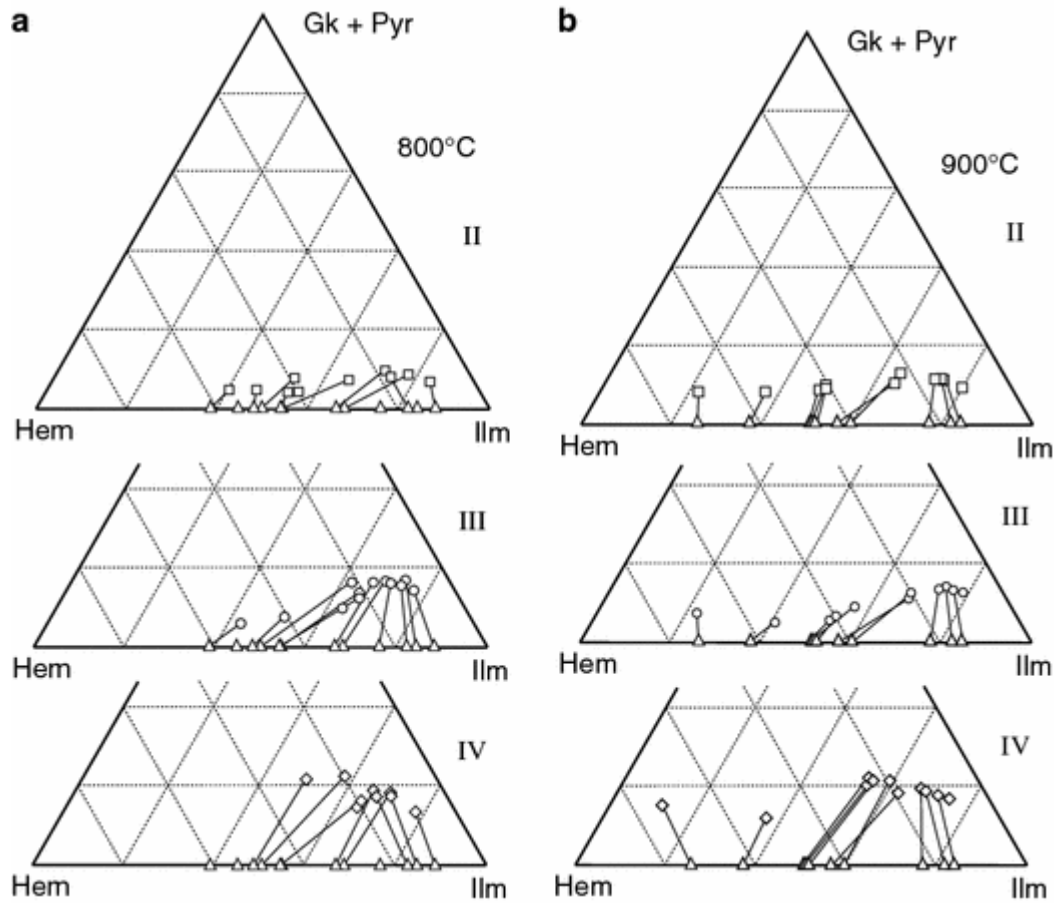 a
Gk + Pyr
800°C
II
Hem
Ilm
III
Hem
Ilm
IV
Hem
Ilm
b
Gk + Pyr
900°C
II
Hem
Ilm
III
Hem
Ilm
IV
Hem
Ilm